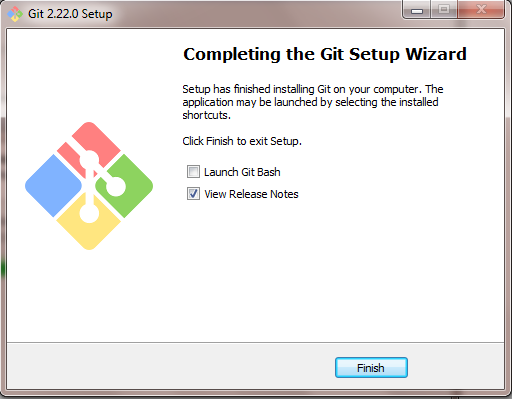 Git 2.22.0 Setup
Completing the Git Setup Wizard
Setup has finished installing Git on your computer. The
application may be launched by selecting the installed
shortcuts.
Click Finish to exit Setup.
Launch Git Bash
View Release Notes
Finish